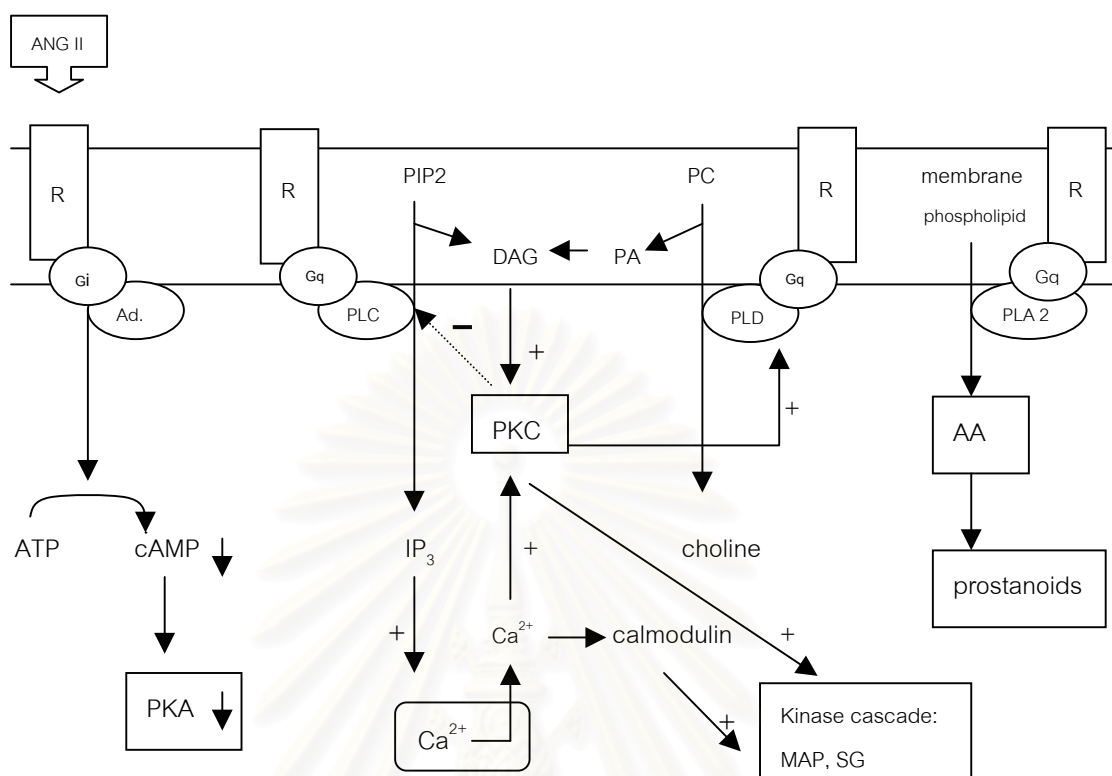 ANG II
R
R
PIP2
PC
R
membrane
phospholipid
R
DAG
PA
Gi
Gq
Gq
Gq
Ad.
PLC
–
PLD
PLA 2
+
+
PKC
AA
ATP
cAMP
IP3
+
choline
prostanoids
+
Ca2+
calmodulin
+
PKA
Ca2+
+
Kinase cascade:
MAP, SG